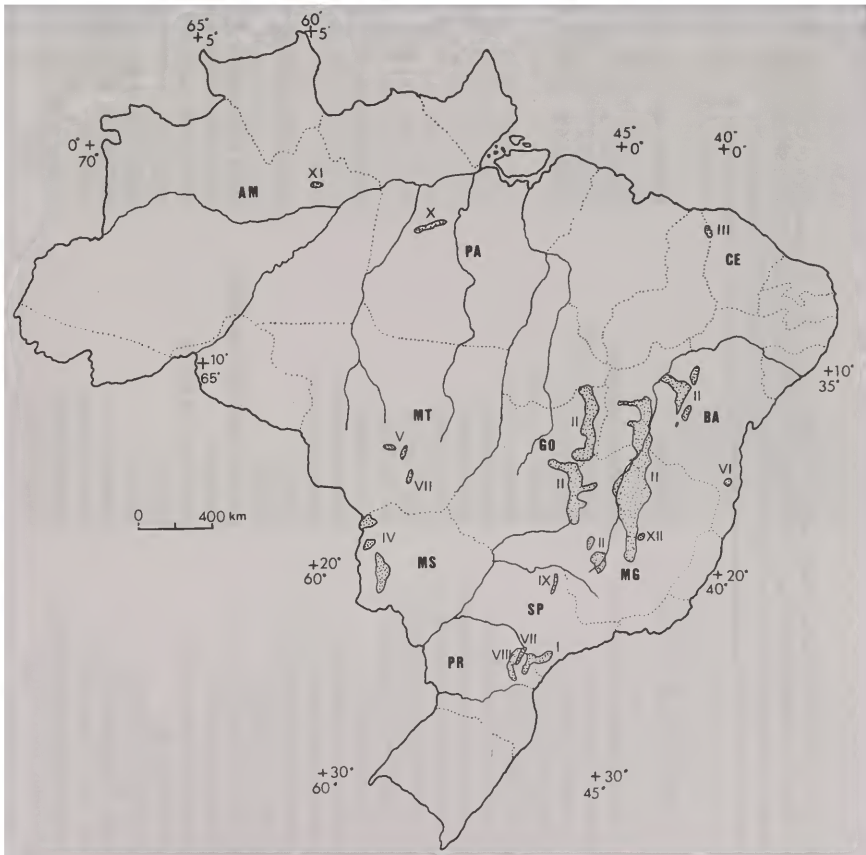 65° 60°
+5° +5°
0° + 45° 40°
70° +0° +0°
XI
AM
X
III
PA
CE
+10° +10°
65° 35°
II
MT
BA
II
V
GO
VI
VII
II
II
0 400 km
IV
II
XII
+20° +20°
60° 40°
MS
MG
IX
SP
VII
VIII
I
PR
+30° +30°
60° 45°